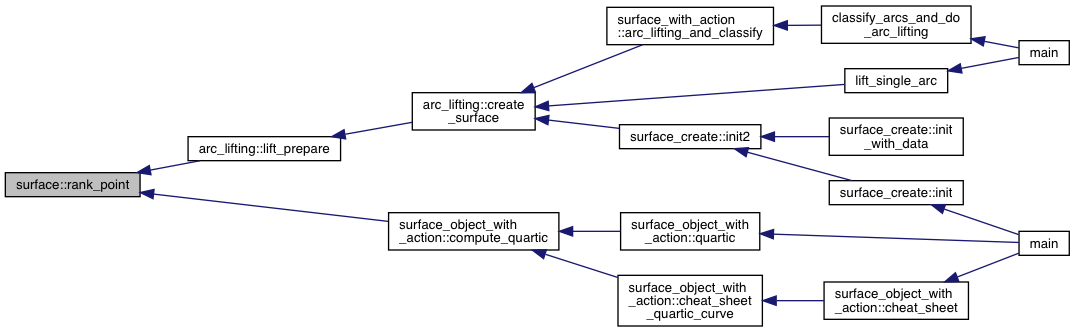 surface_with_action
::arc_lifting_and_classify
classify_arcs_and_do
_arc_lifting
main
lift_single_arc
arc_lifting::create
_surface
surface_create::init2
surface_create::init
_with_data
arc_lifting::lift_prepare
surface::rank_point
surface_create::init
surface_object_with
_action::compute_quartic
surface_object_with
_action::quartic
main
surface_object_with
_action::cheat_sheet
_quartic_curve
surface_object_with
_action::cheat_sheet